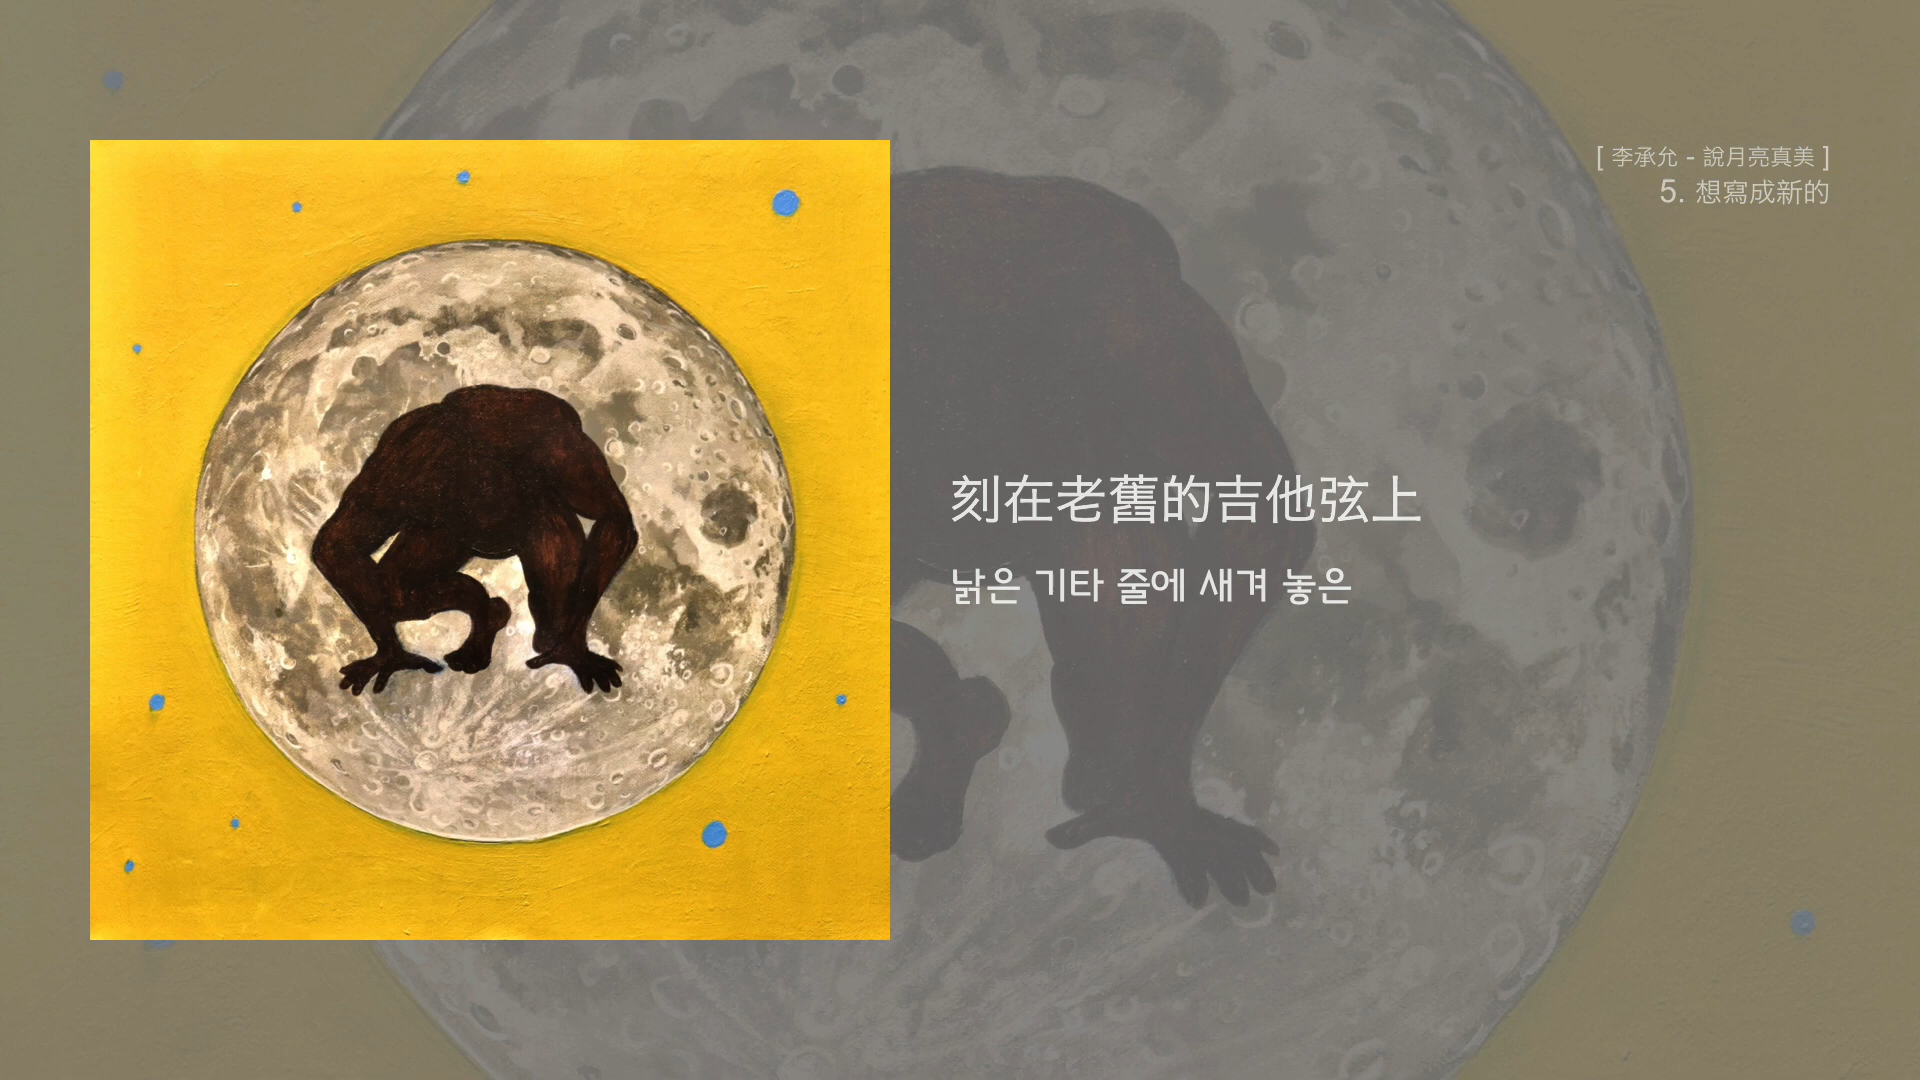 [ 李承允 - 說月亮真美 ]
5. 想寫成新的
刻在老舊的吉他弦上
낡은 기타 줄에 새겨 놓은